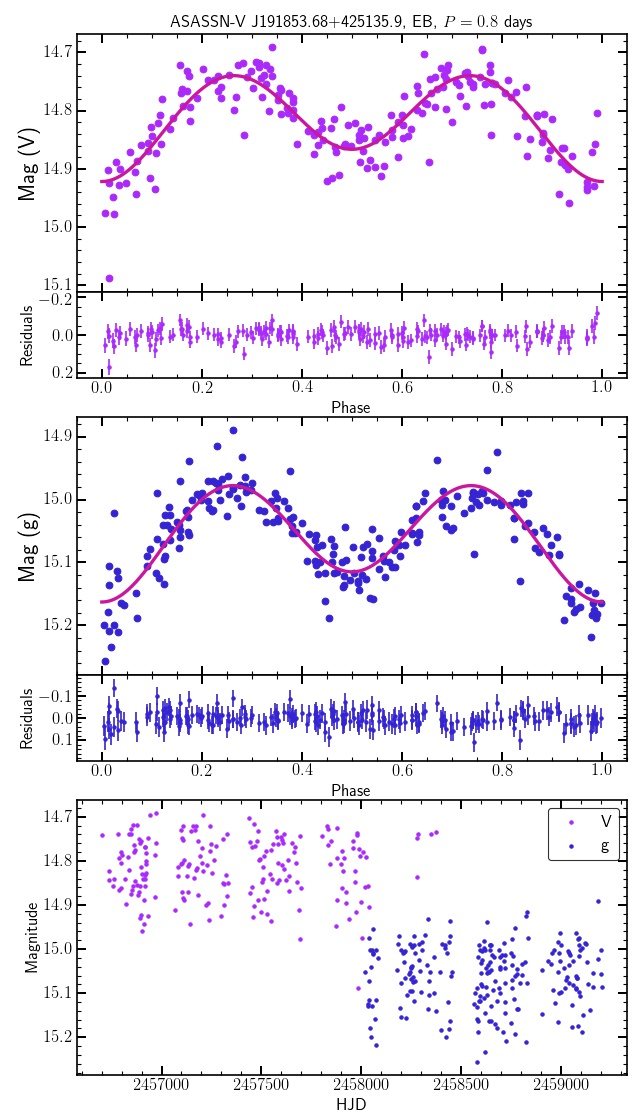 ASASSN-V J191853.68+425135.9, EB, P = 0.8 days
14.7
14.8
14.9
15.0
15.1
Mag (V)
−0.2
0.0
0.2
Residuals
0.0 0.2 0.4 0.6 0.8 1.0
Phase
14.9
15.0
15.1
15.2
Mag (g)
−0.1
0.0
0.1
Residuals
0.0 0.2 0.4 0.6 0.8 1.0
Phase
14.7
14.8
14.9
15.0
15.1
15.2
Magnitude
V
g
2457000 2457500 2458000 2458500 2459000
HJD